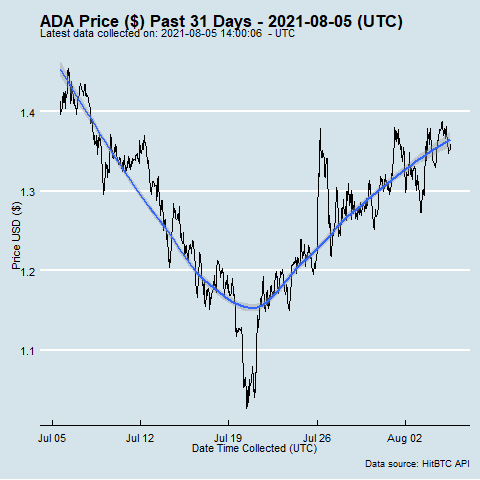 ADA Price ($) Past 31 Days - 2021-08-05 (UTC)
Latest data collected on: 2021-08-05 14:00:06 - UTC
1.4
1.3
1.2
1.1
Price USD ($)
Jul 05 Jul 12 Jul 19 Jul 26 Aug 02
Date Time Collected (UTC)
Data source: HitBTC API